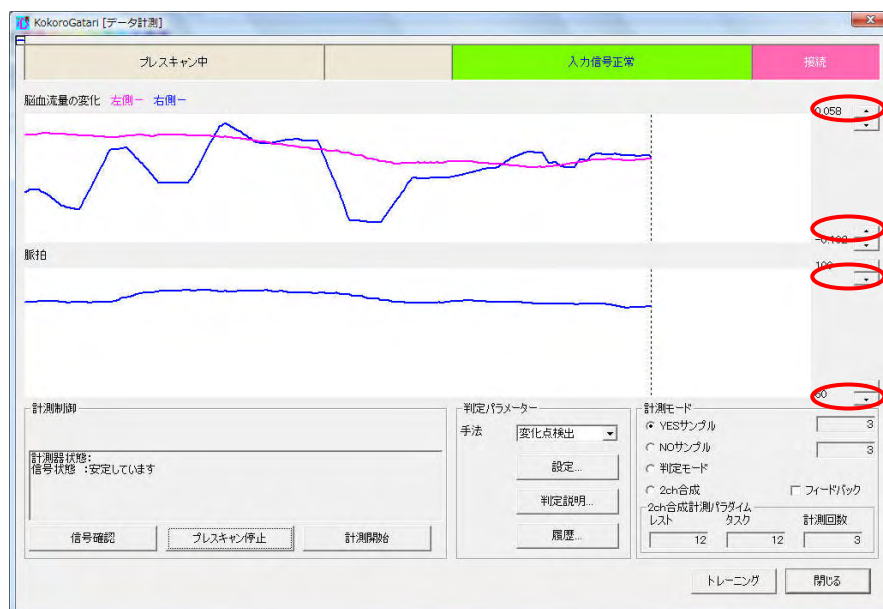 KokoroGatari [データ計測]
プレスキャン中 入力信号正常 接続
脳血流量の変化 左側ー 右側ー
0.058
脈拍
計測制御
計測器状態:
信号状態 :安定しています
信号確認 プレスキャン停止 計測開始
判定パラメーター
手法 変化点検出
設定...
判定説明...
履歴...
計測モード
YESサンプル 3
NOサンプル 3
判定モード
2ch合成 フィードバック
2ch合成計測パラダイム
レスト タスク 計測回数
12 12 3
トレーニング 閉じる